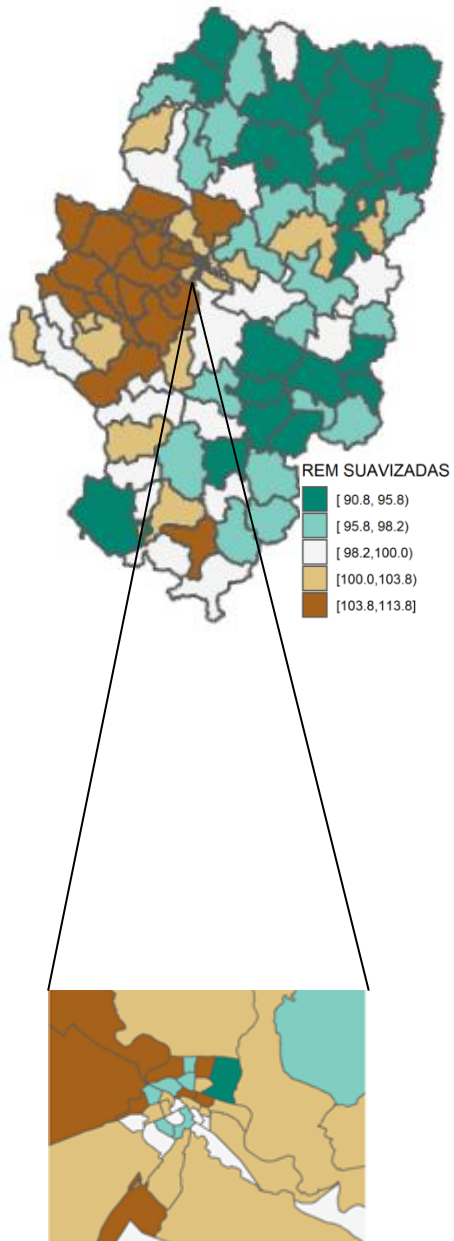 REM SUAVIZADAS
[ 90.8, 95.8)
[ 95.8, 98.2)
[ 98.2,100.0)
[100.0,103.8)
[103.8,113.8]